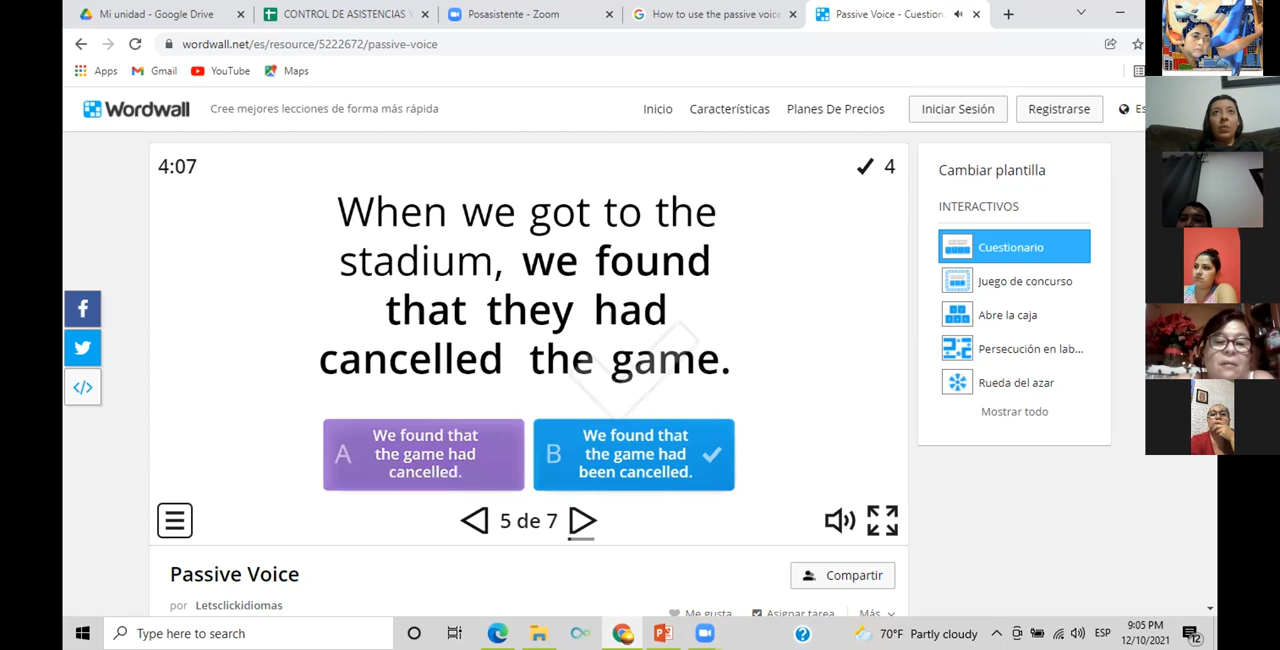 Mi unidad - Google Drive
CONTROL DE ASISTENCIAS
Posasistente - Zoom
How to use the passive voice
Passive Voice - Cuestion
wordwall.net/es/resource/5222672/passive-voice
Apps
Gmail
YouTube
Maps
Wordwall
Cree mejores lecciones de forma más rápida
Inicio
Características
Planes De Precios
Iniciar Sesión
Registrarse
Es
4:07
4
When we got to the
stadium, we found
that they had
cancelled the game.
A
We found that
the game had
cancelled.
B
We found that
the game had
been cancelled.
5 de 7
Cambiar plantilla
INTERACTIVOS
Cuestionario
Juego de concurso
Abre la caja
Persecución en lab...
Rueda del azar
Mostrar todo
Passive Voice
Compartir
por Letsclickidiomas
Me gusta
Asignar tarea
Más
Type here to search
70°F Partly cloudy
ESP
9:05 PM
12/10/2021
12